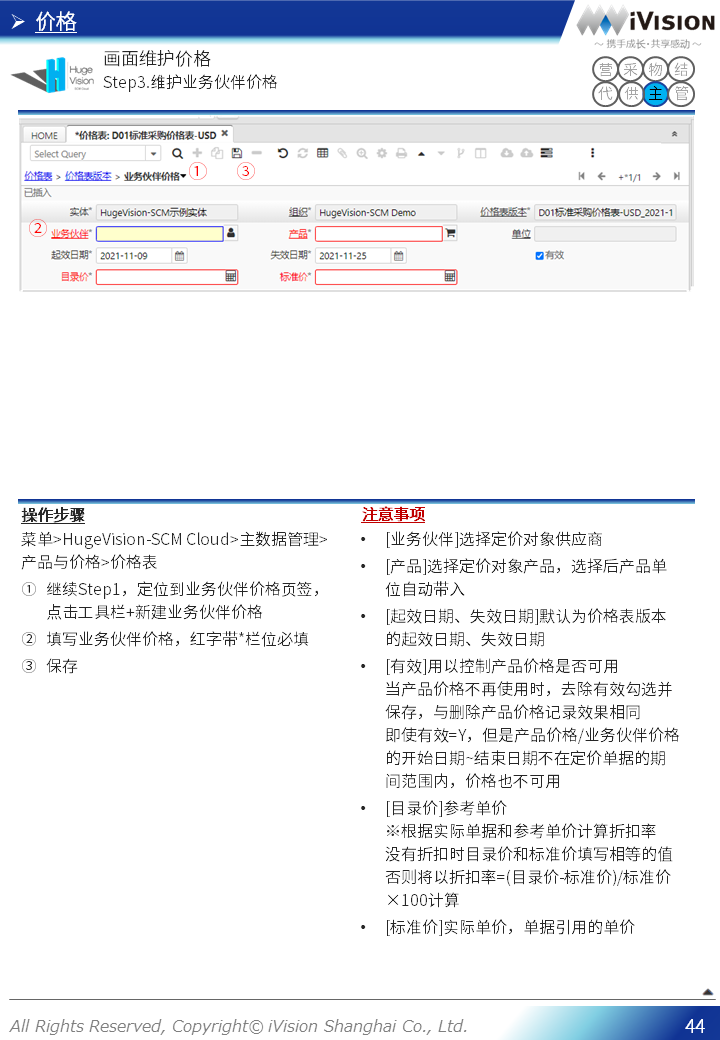 价格
iVision
～ 携手成长·共享感动 ～
画面维护价格
Step3.维护业务伙伴价格
Huge
Vision
营 采 物 结
代 供 主 管
HOME *价格表: D01标准采购价格表-USD
Select Query
① ③
价格表 > 价格表版本 > 业务伙伴价格
+*1/1
已插入
实体* HugeVision-SCM示例实体 组织* HugeVision-SCM Demo 价格表版本* D01标准采购价格表-USD_2021-1
② 业务伙伴* 产品* 单位
起效日期* 2021-11-09 失效日期* 2021-11-25 有效
目录价* 标准价*
操作步骤
菜单>HugeVision-SCM Cloud>主数据管理>
产品与价格>价格表
① 继续Step1，定位到业务伙伴价格页签，
点击工具栏+新建业务伙伴价格
② 填写业务伙伴价格，红字带*栏位必填
③ 保存
注意事项
• [业务伙伴]选择定价对象供应商
• [产品]选择定价对象产品，选择后产品单
位自动带入
• [起效日期、失效日期]默认为价格表版本
的起效日期、失效日期
• [有效]用以控制产品价格是否可用
当产品价格不再使用时，去除有效勾选并
保存，与删除产品价格记录效果相同
即使有效=Y，但是产品价格/业务伙伴价格
的开始日期~结束日期不在定价单据的期
间范围内，价格也不可用
• [目录价]参考单价
※根据实际单据和参考单价计算折扣率
没有折扣时目录价和标准价填写相等的值
否则将以折扣率=(目录价-标准价)/标准价
×100计算
• [标准价]实际单价，单据引用的单价
All Rights Reserved, Copyright© iVision Shanghai Co., Ltd.
44